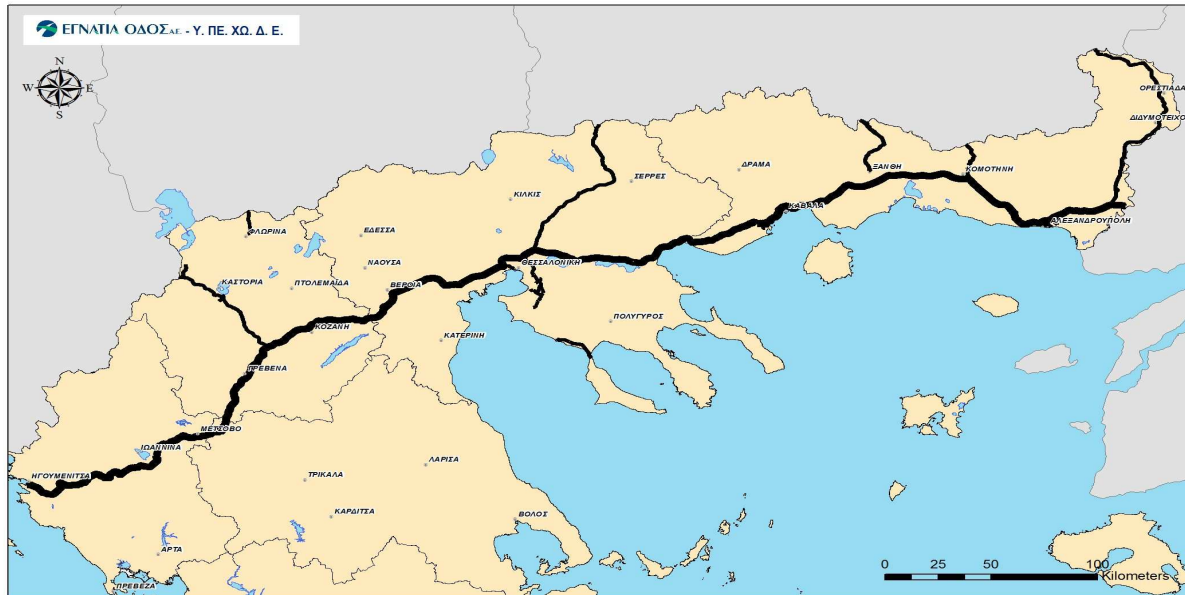 ΕΓΝΑΤΙΑ ΟΔΟΣ Α.Ε. - Υ. ΠΕ. ΧΩ. Δ. Ε.
N
W E
S
ΟΡΕΣΤΙΑΔΑ
ΔΙΔΥΜΟΤΕΙΧΟ
ΔΡΑΜΑ
ΞΑΝΘΗ
ΚΟΜΟΤΗΝΗ
ΣΕΡΡΕΣ
ΚΙΛΚΙΣ
ΚΑΒΑΛΑ
ΑΛΕΞΑΝΔΡΟΥΠΟΛΗ
ΦΛΩΡΙΝΑ
ΕΔΕΣΣΑ
ΝΑΟΥΣΑ
ΘΕΣΣΑΛΟΝΙΚΗ
ΚΑΣΤΟΡΙΑ
ΠΤΟΛΕΜΑΪΔΑ
ΒΕΡΟΙΑ
ΠΟΛΥΓΥΡΟΣ
ΚΟΖΑΝΗ
ΚΑΤΕΡΙΝΗ
ΓΡΕΒΕΝΑ
ΜΕΤΣΟΒΟ
ΙΩΑΝΝΙΝΑ
ΛΑΡΙΣΑ
ΗΓΟΥΜΕΝΙΤΣΑ
ΤΡΙΚΑΛΑ
ΚΑΡΔΙΤΣΑ
ΒΟΛΟΣ
ΑΡΤΑ
ΠΡΕΒΕΖΑ
0 25 50 100
Kilometers